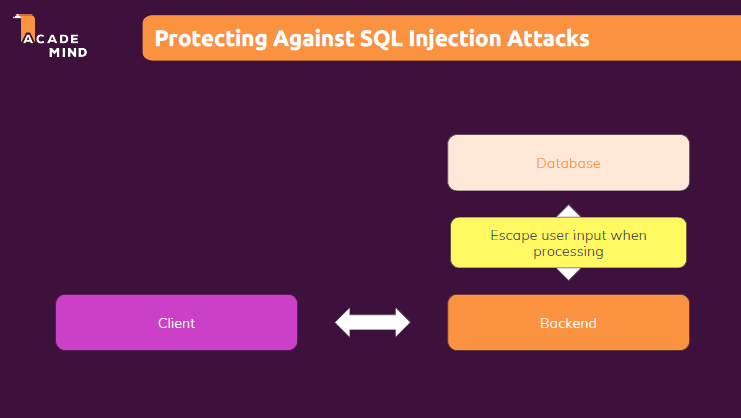 ACADE
MIND
Protecting Against SQL Injection Attacks
Database
Escape user input when
processing
Client
Backend